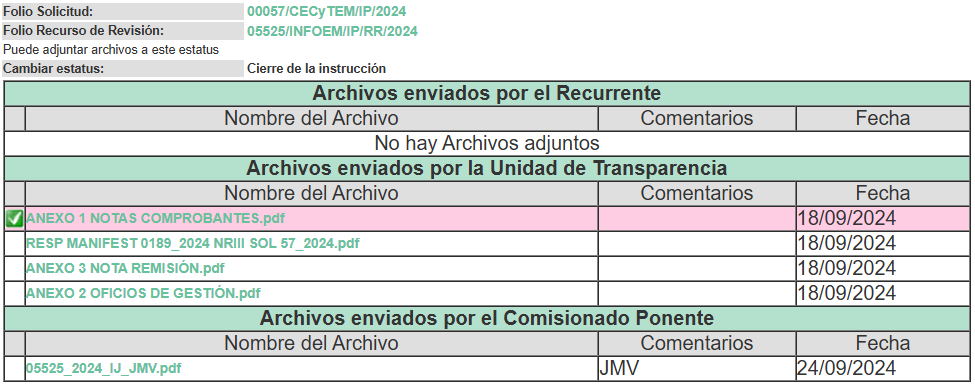 Folio Solicitud: 00057/CECyTEM/IP/2024
Folio Recurso de Revisión: 05525/INFOEM/IP/RR/2024
Puede adjuntar archivos a este estatus
Cambiar estatus: Cierre de la instrucción
Archivos enviados por el Recurrente
Nombre del Archivo Comentarios Fecha
No hay Archivos adjuntos
Archivos enviados por la Unidad de Transparencia
Nombre del Archivo Comentarios Fecha
ANEXO 1 NOTAS COMPROBANTES.pdf 18/09/2024
RESP MANIFEST 0189_2024 NRIII SOL 57_2024.pdf 18/09/2024
ANEXO 3 NOTA REMISIÓN.pdf 18/09/2024
ANEXO 2 OFICIOS DE GESTIÓN.pdf 18/09/2024
Archivos enviados por el Comisionado Ponente
Nombre del Archivo Comentarios Fecha
05525_2024_IJ_JMV.pdf JMV 24/09/2024